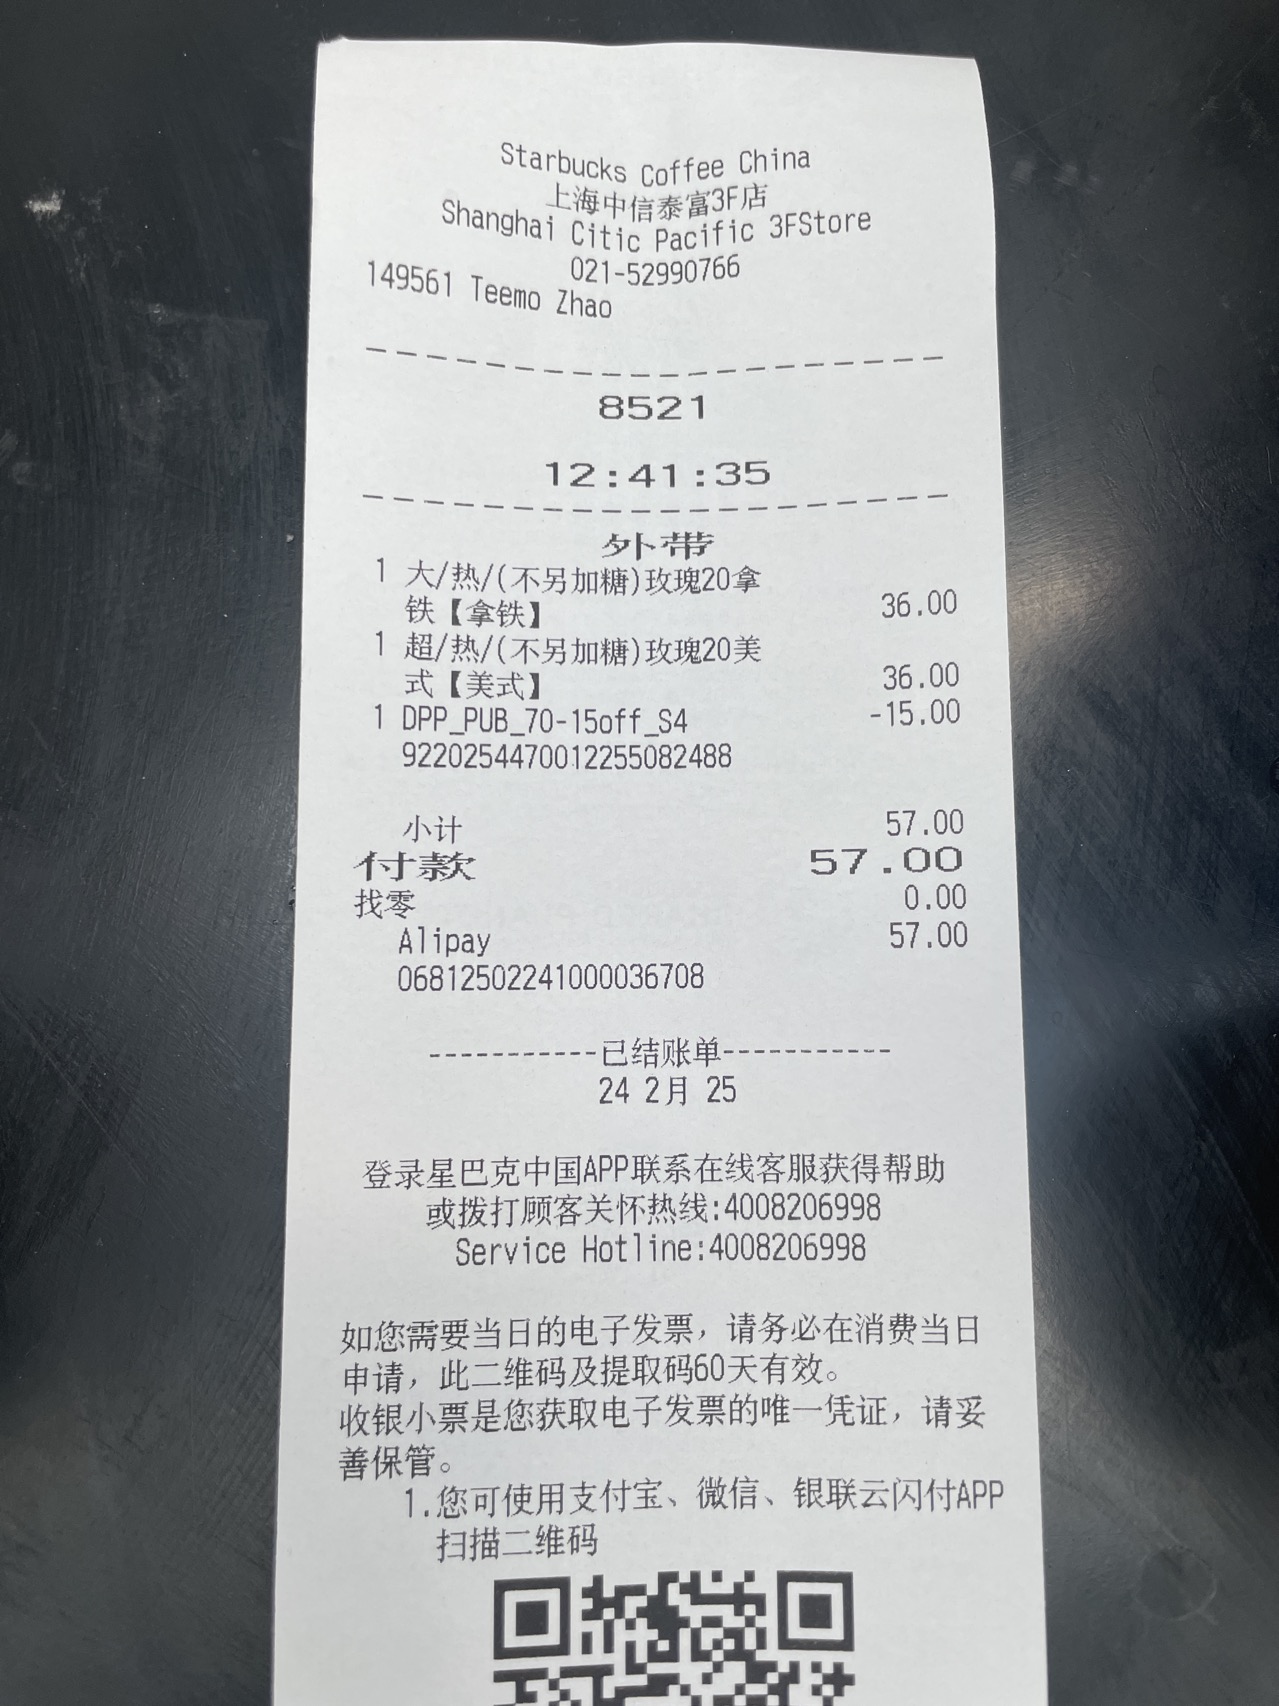 Starbucks Coffee China
上海中信泰富3F店
Shanghai Citic Pacific 3FStore
021-52990766
149561 Teemo Zhao
8521
12:41:35
外带
1 大/热/(不另加糖)玫瑰20拿
铁【拿铁】 36.00
1 超/热/(不另加糖)玫瑰20美
式【美式】 36.00
1 DPP_PUB_70-15off_S4 -15.00
9220254470012255082488
小计 57.00
付款 57.00
找零 0.00
Alipay 57.00
06812502241000036708
-----------已结账单-----------
24 2月 25
登录星巴克中国APP联系在线客服获得帮助
或拨打顾客关怀热线:4008206998
Service Hotline:4008206998
如您需要当日的电子发票，请务必在消费当日
申请，此二维码及提取码60天有效。
收银小票是您获取电子发票的唯一凭证，请妥
善保管。
1.您可使用支付宝、微信、银联云闪付APP
扫描二维码